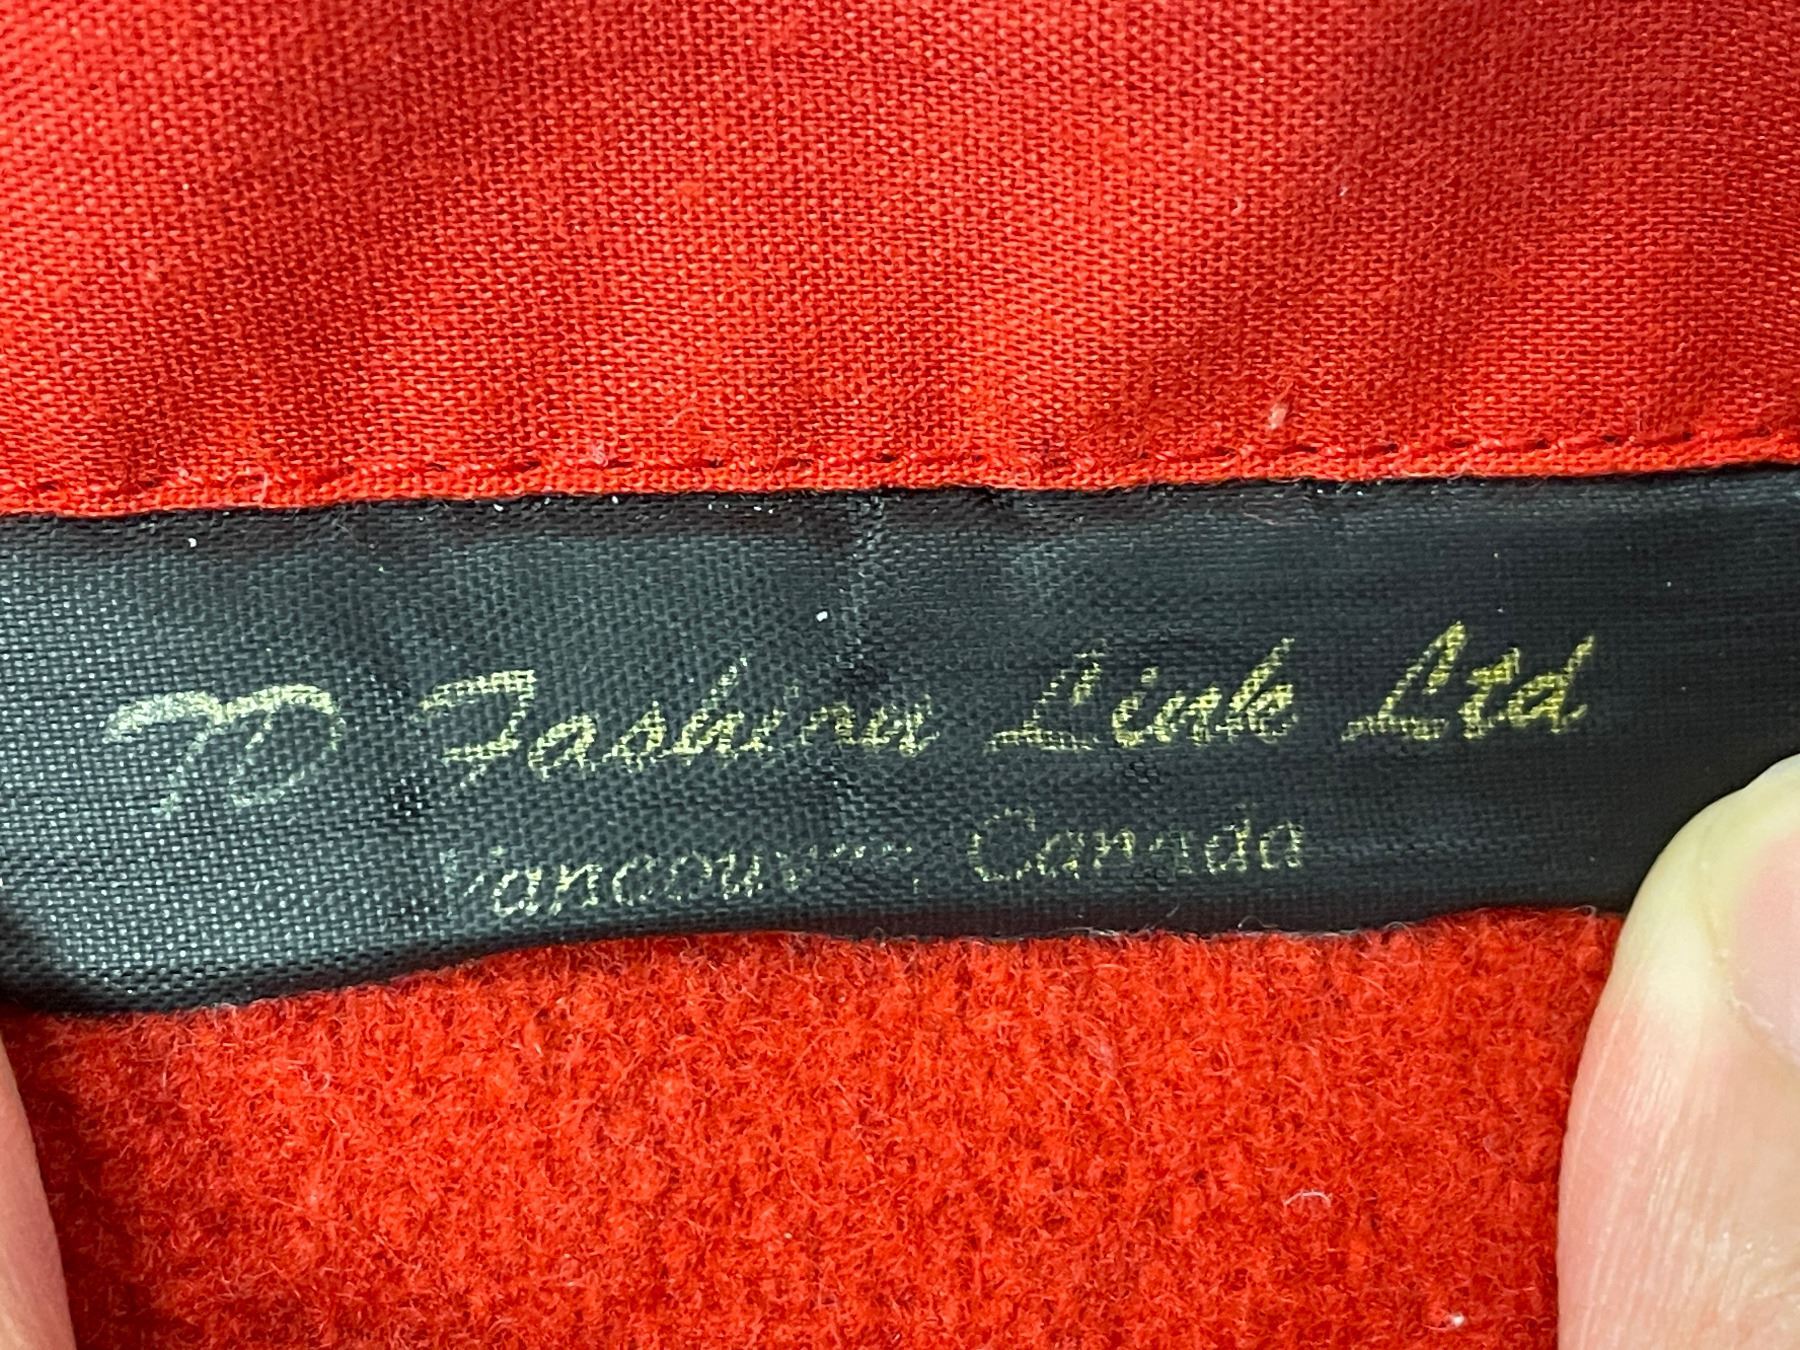 Fashion Link Ltd
Vancouver, Canada